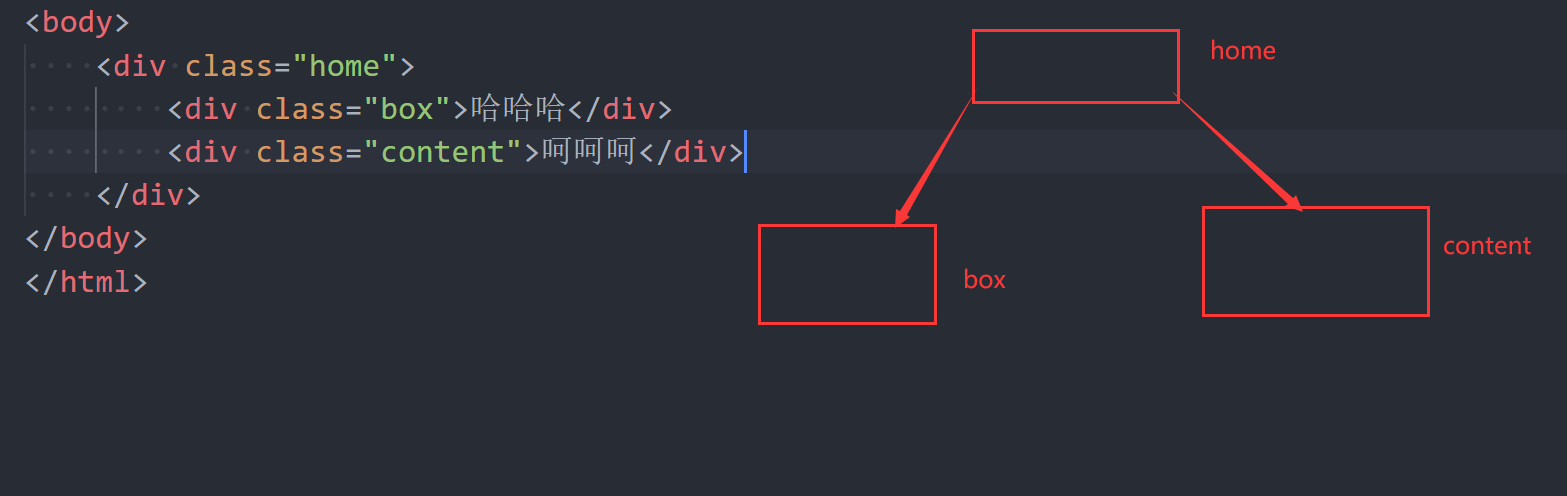 <body>
<div class="home">
<div class="box">哈哈哈</div>
<div class="content">呵呵呵</div>
</div>
</body>
</html>
home
box
content